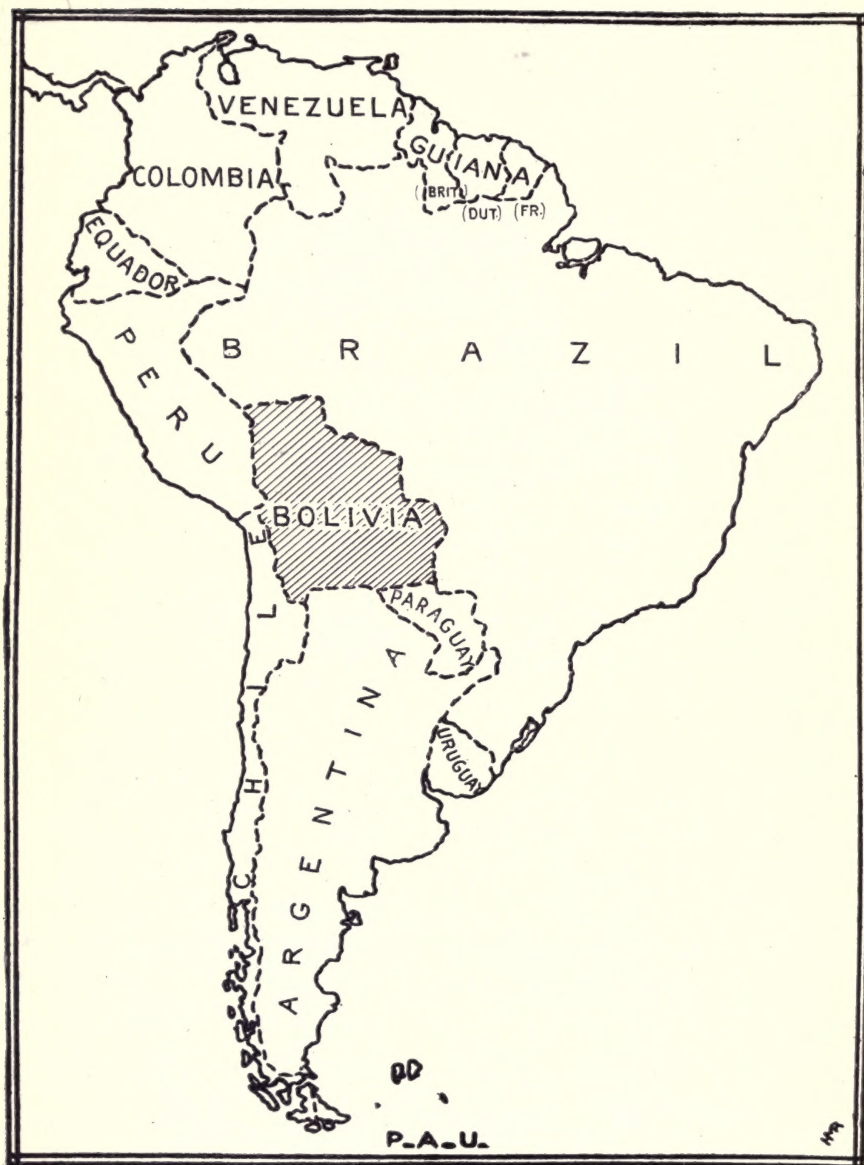 VENEZUELA
GUIANA
COLOMBIA
(BRIT.)
(DUT.) (FR.)
EQUADOR
BRAZIL
PERU
BOLIVIA
CHILE
PARAGUAY
ARGENTINA
URUGUAY
P.A.U.